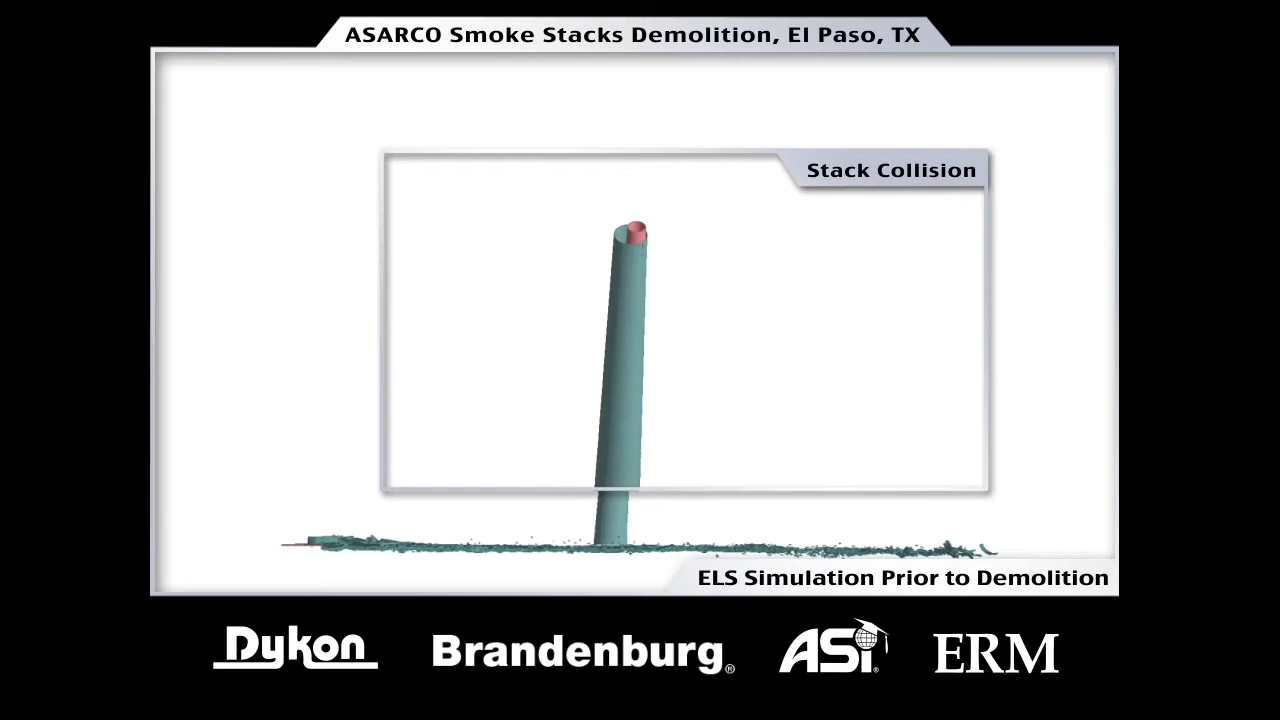 ASARCO Smoke Stacks Demolition, El Paso, TX
Stack Collision
ELS Simulation Prior to Demolition
Dykon Brandenburg® ASi® ERM